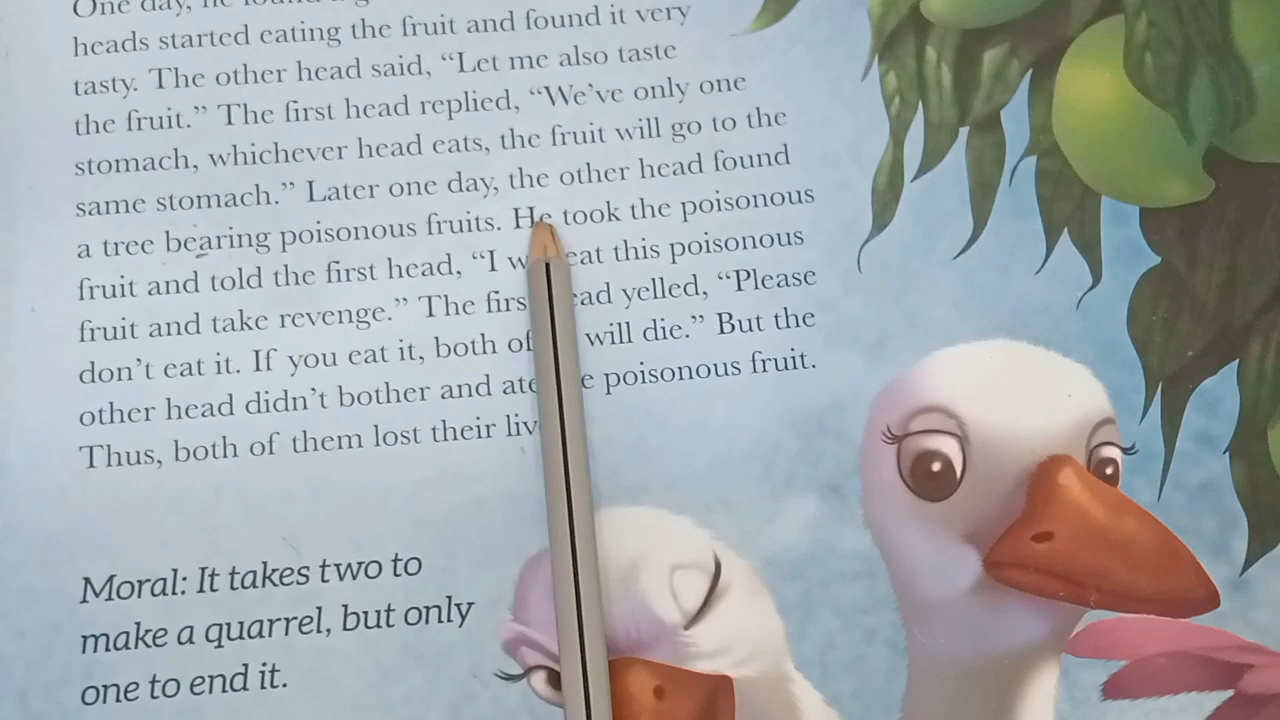 One day, he found a
heads started eating the fruit and found it very
tasty. The other head said, “Let me also taste
the fruit.” The first head replied, “We’ve only one
stomach, whichever head eats, the fruit will go to the
same stomach.” Later one day, the other head found
a tree bearing poisonous fruits. He took the poisonous
fruit and told the first head, “I eat this poisonous
fruit and take revenge.” The yelled, “Please
don’t eat it. If you eat it, both of will die.” But the
other head didn’t bother and poisonous fruit.
Thus, both of them lost their
Moral: It takes two to
make a quarrel, but only
one to end it.